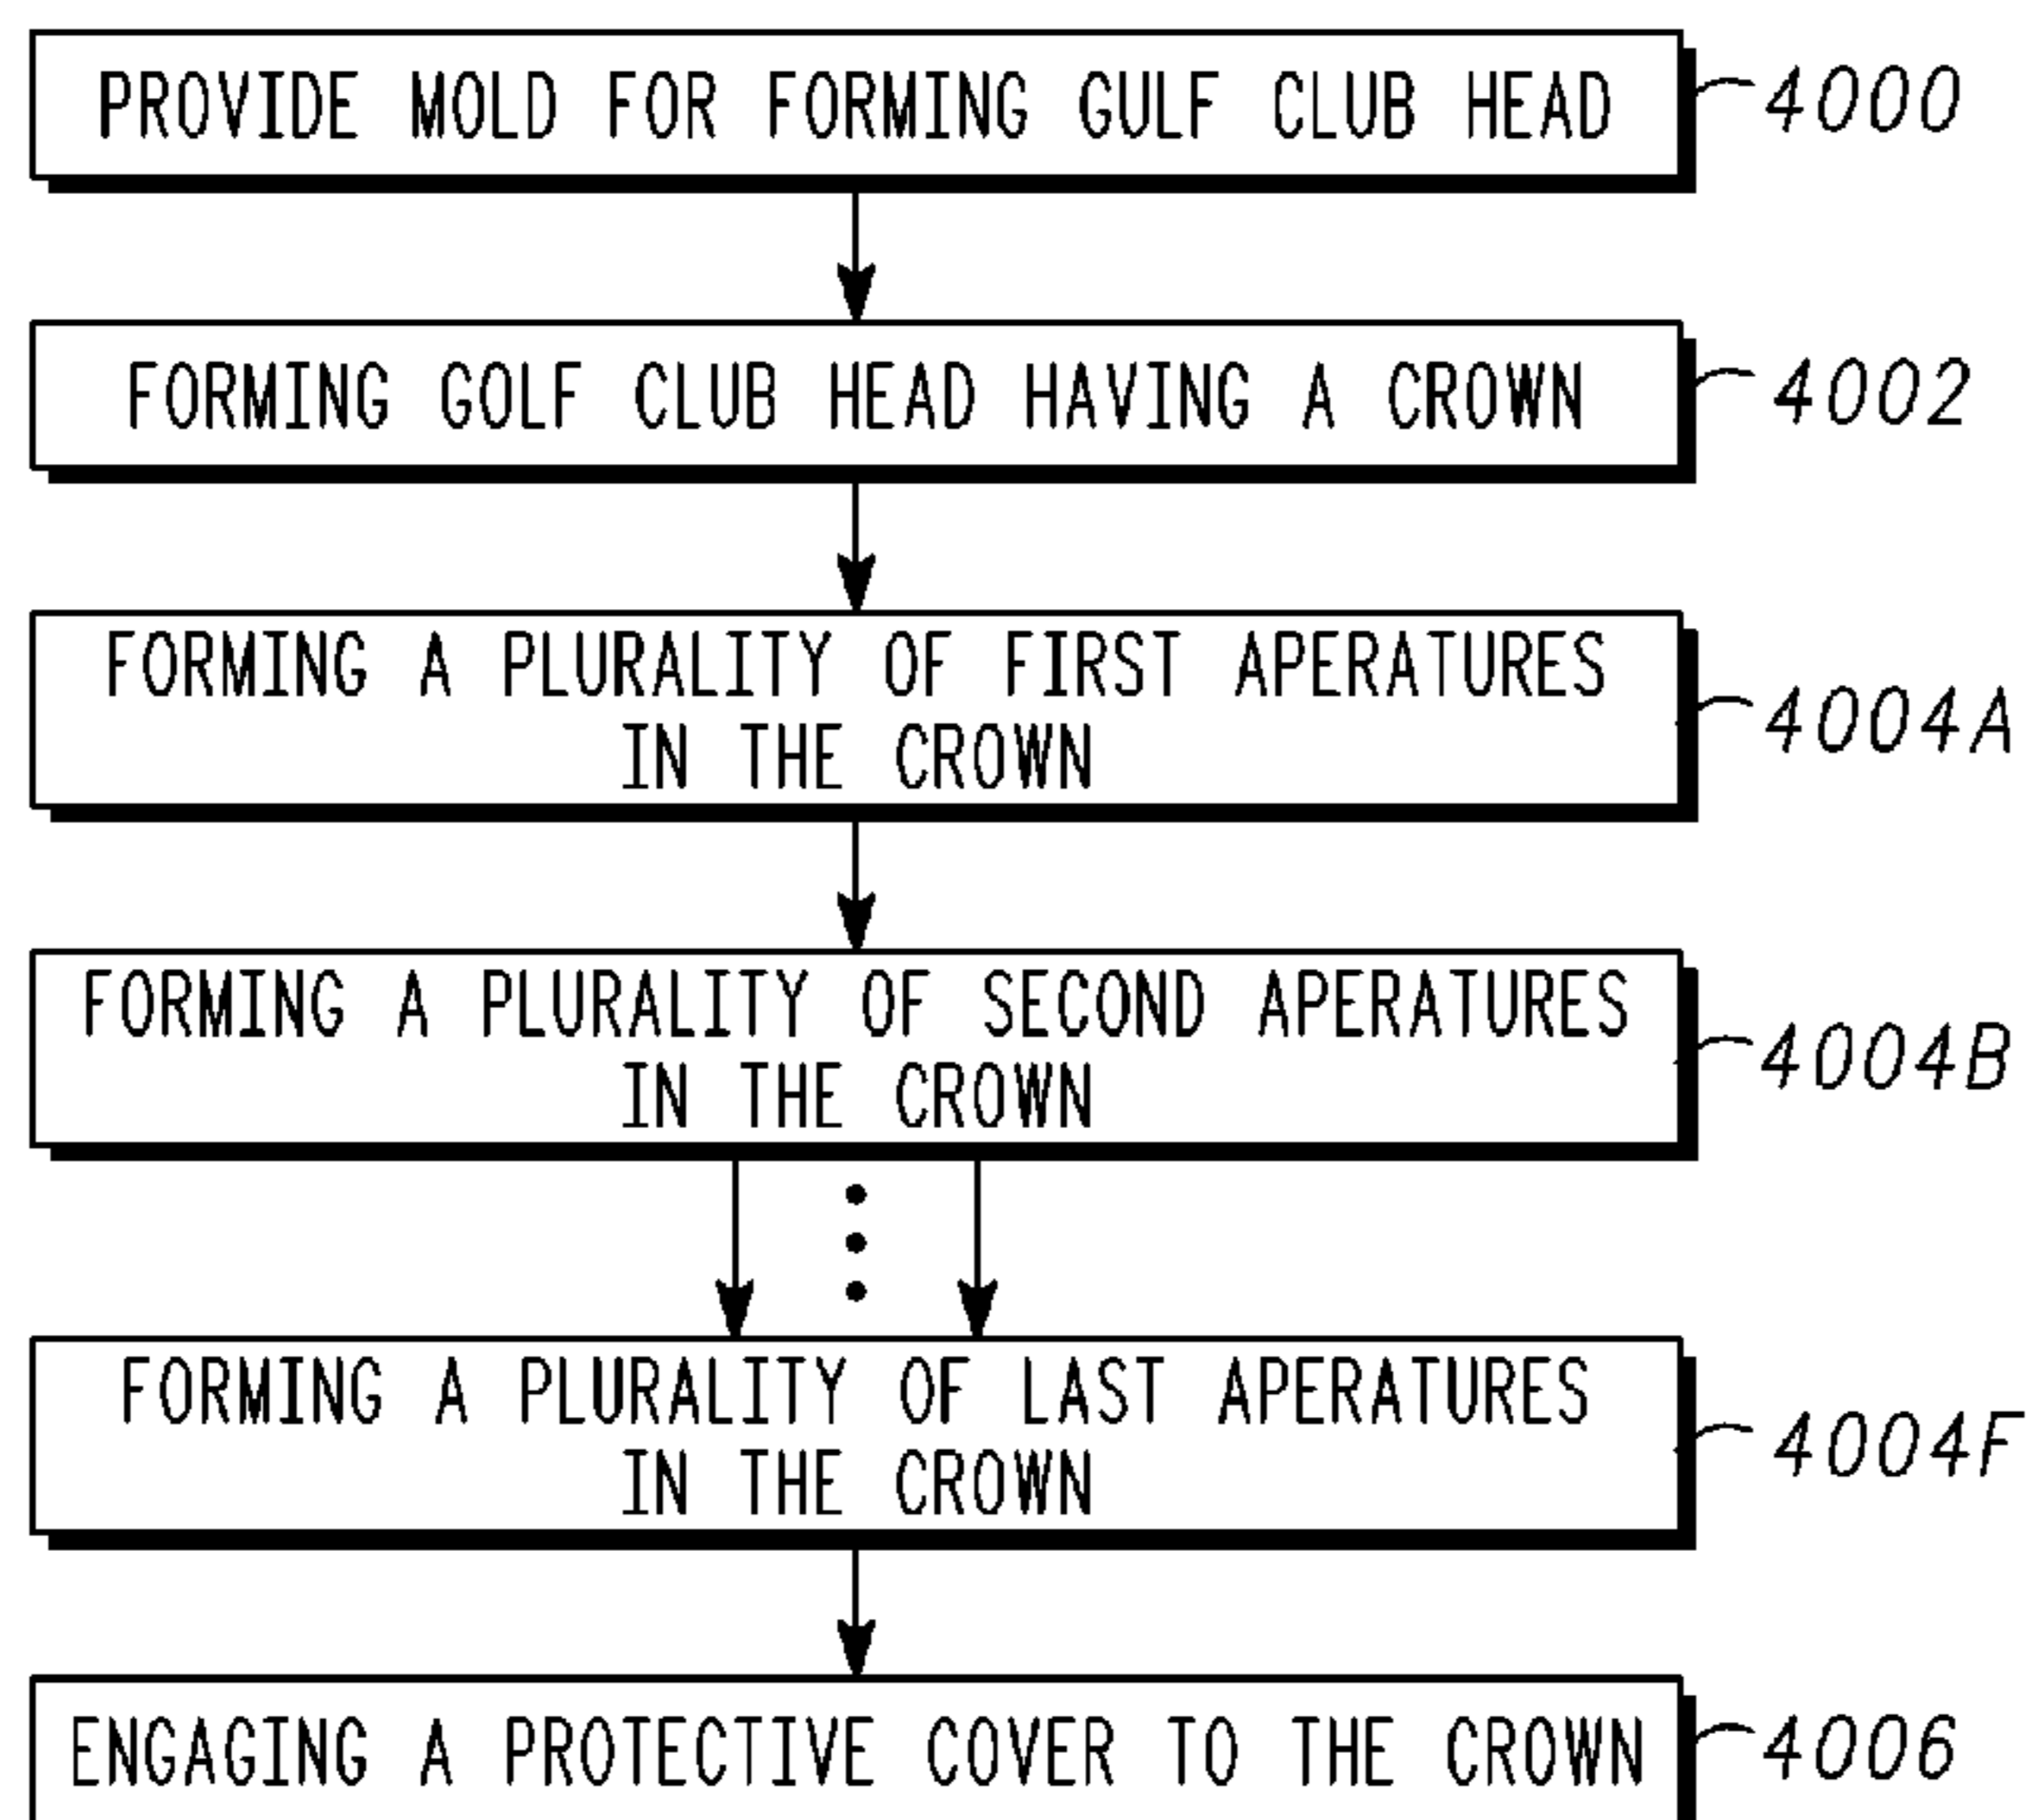 PROVIDE MOLD FOR FORMING GULF CLUB HEAD
4000
FORMING GOLF CLUB HEAD HAVING A CROWN
4002
FORMING A PLURALITY OF FIRST APERATURES
IN THE CROWN
4004A
FORMING A PLURALITY OF SECOND APERATURES
IN THE CROWN
4004B
FORMING A PLURALITY OF LAST APERATURES
IN THE CROWN
4004F
ENGAGING A PROTECTIVE COVER TO THE CROWN
4006